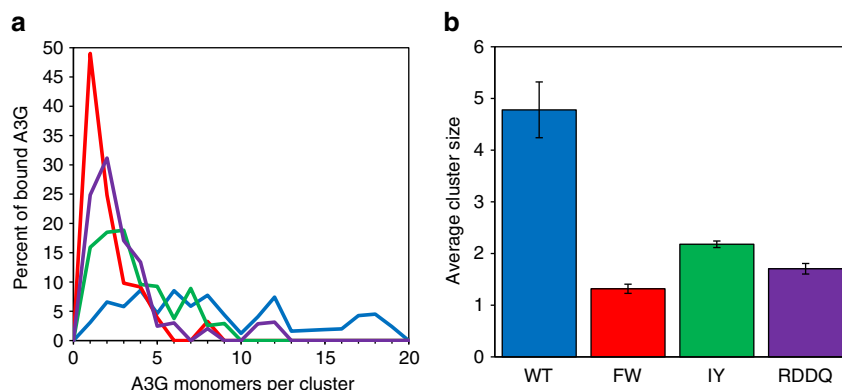 a
Percent of bound A3G
50
45
40
35
30
25
20
15
10
5
0
0 5 10 15 20
A3G monomers per cluster
b
Average cluster size
6
5
4
3
2
1
0
WT FW IY RDDQ